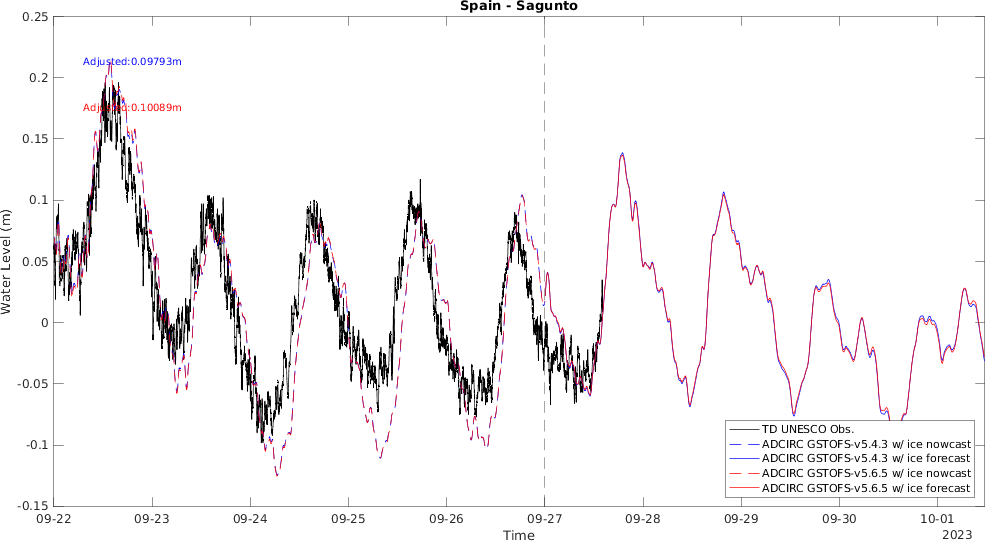 Spain - Sagunto
0.25
0.2
0.15
0.1
0.05
0
-0.05
-0.1
-0.15
Water Level (m)
Adjusted:0.09793m
Adjusted:0.10089m
TD UNESCO Obs.
ADCIRC GSTOFS-v5.4.3 w/ ice nowcast
ADCIRC GSTOFS-v5.4.3 w/ ice forecast
ADCIRC GSTOFS-v5.6.5 w/ ice nowcast
ADCIRC GSTOFS-v5.6.5 w/ ice forecast
09-22 09-23 09-24 09-25 09-26 09-27 09-28 09-29 09-30 10-01
Time
2023